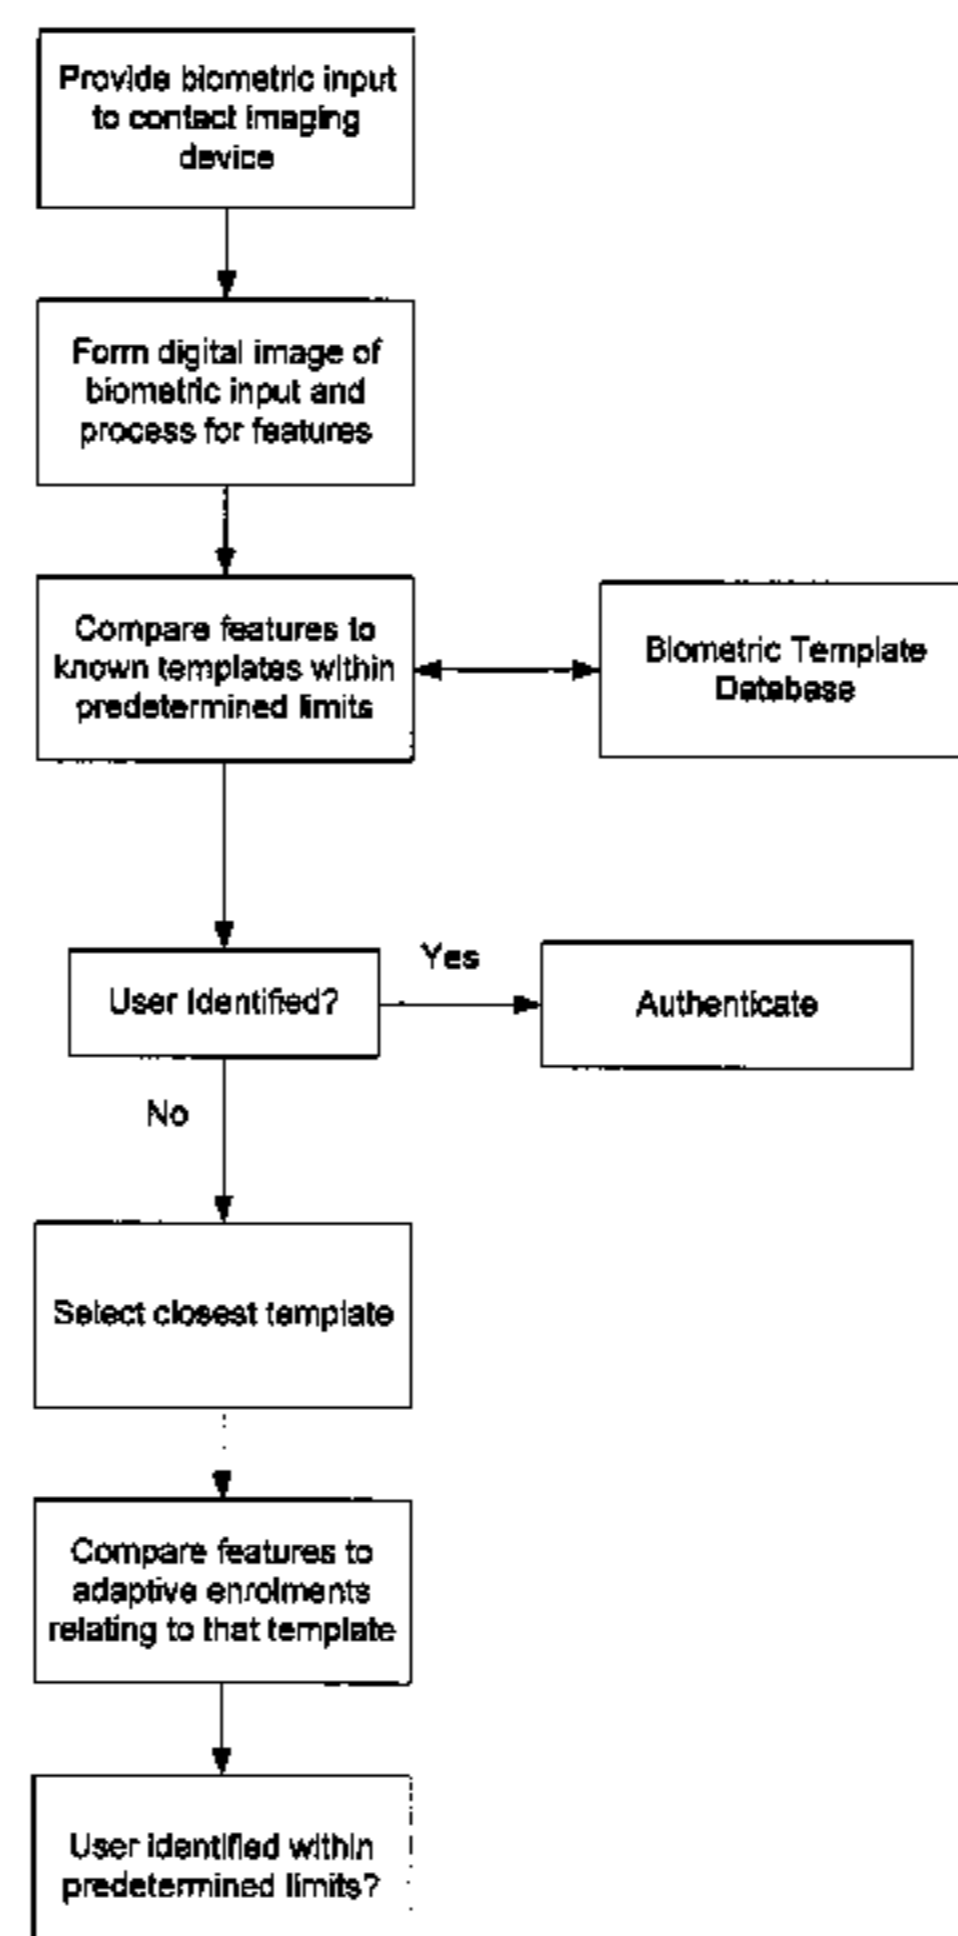 Provide biometric input
to contact imaging
device
Form digital image of
biometric input and
process for features
Compare features to
known templates within
predetermined limits
Biometric Template
Database
User Identified?
Yes
Authenticate
No
Select closest template
Compare features to
adaptive enrolments
relating to that template
User identified within
predetermined limits?